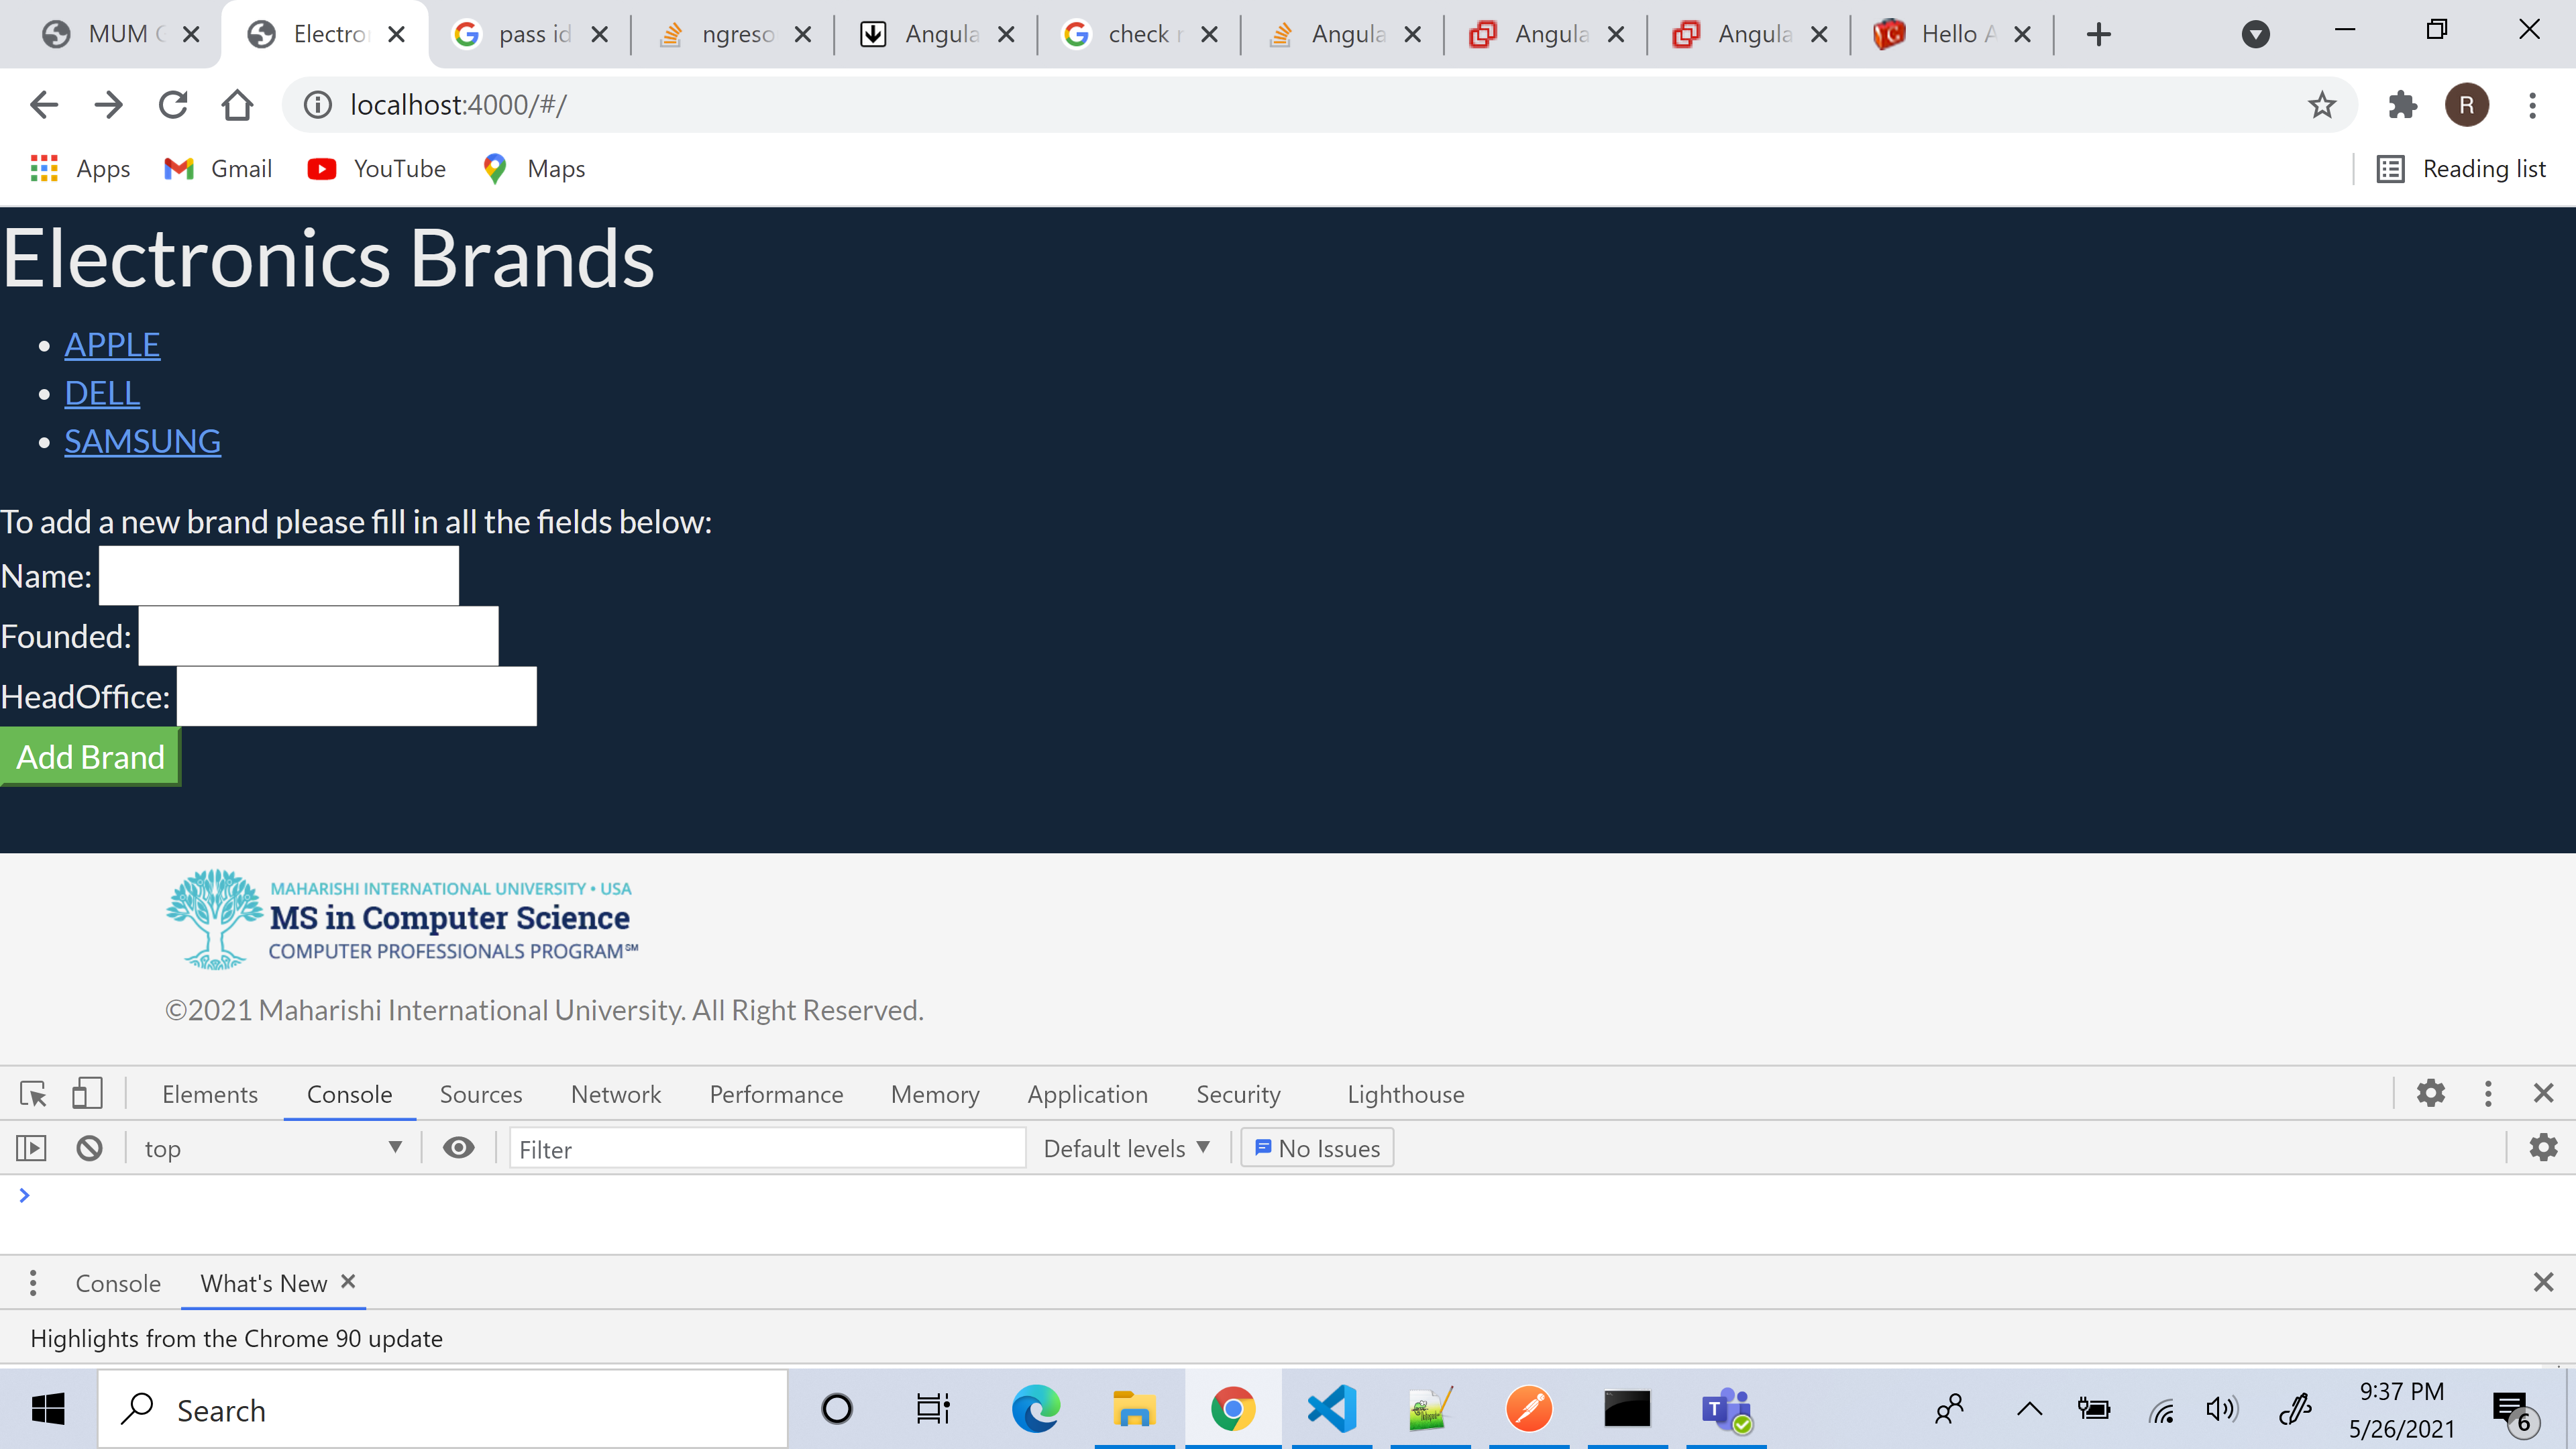 MUM
Electro
pass id
ngreso
Angula
check r
Angula
Angula
Angula
Hello A
localhost:4000/#/
R
Apps
Gmail
YouTube
Maps
Reading list
Electronics Brands
APPLE
DELL
SAMSUNG
To add a new brand please fill in all the fields below:
Name:
Founded:
HeadOffice:
Add Brand
MAHARISHI INTERNATIONAL UNIVERSITY • USA
MS in Computer Science
COMPUTER PROFESSIONALS PROGRAM℠
©2021 Maharishi International University. All Right Reserved.
Elements
Console
Sources
Network
Performance
Memory
Application
Security
Lighthouse
top
Filter
Default levels
No Issues
Console
What's New
Highlights from the Chrome 90 update
Search
T
9:37 PM
5/26/2021
6